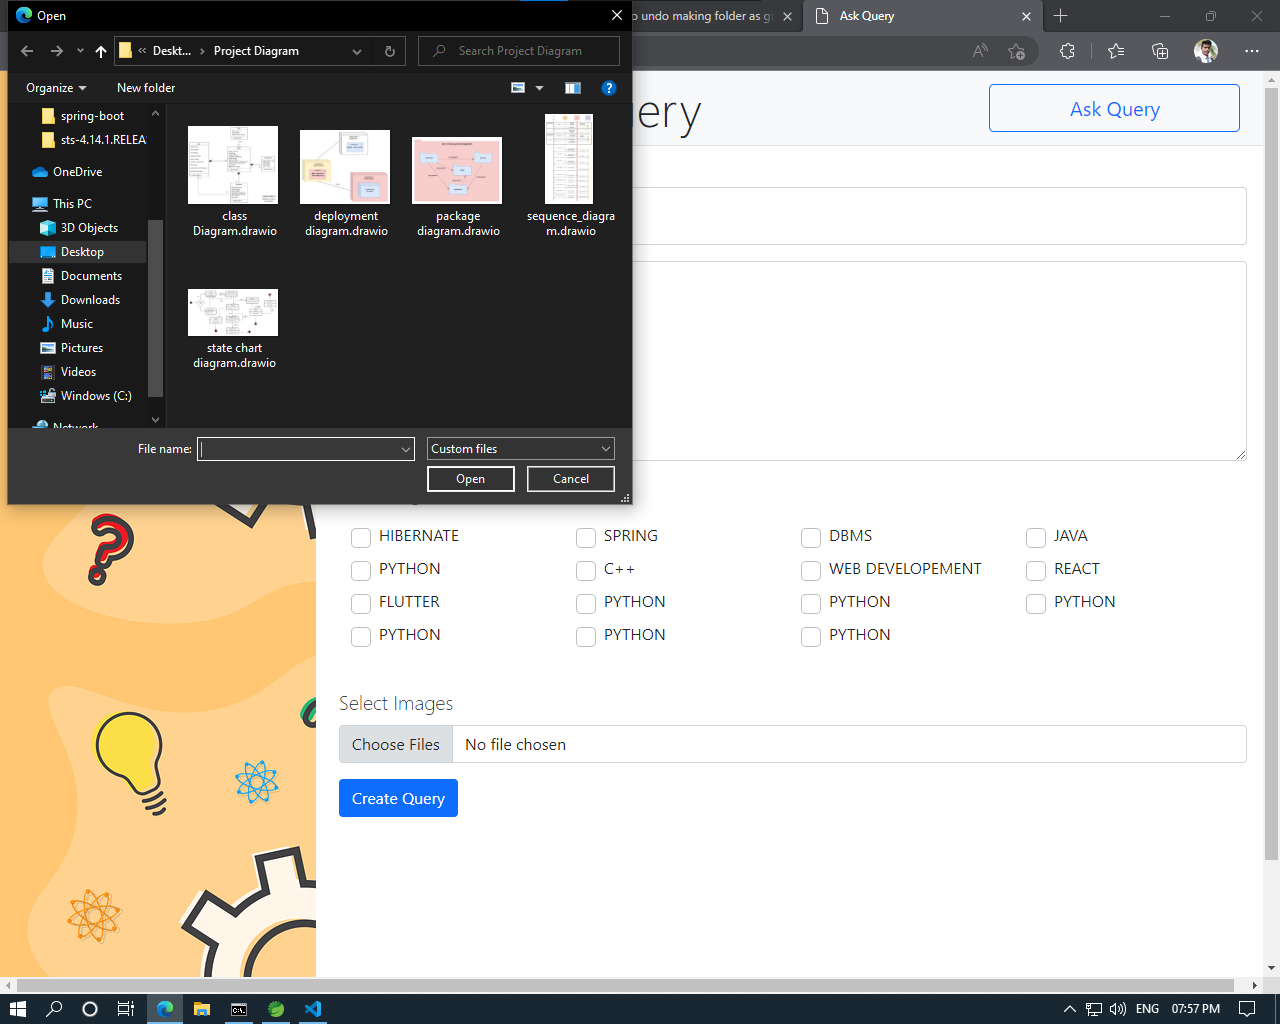 Open
o undo making folder as gi
Ask Query
Deskt...
Project Diagram
Search Project Diagram
Organize
New folder
spring-boot
sts-4.14.1.RELEA
OneDrive
This PC
3D Objects
Desktop
Documents
Downloads
Music
Pictures
Videos
Windows (C:)
Network
class
Diagram.drawio
deployment
diagram.drawio
package
diagram.drawio
sequence_diagra
m.drawio
state chart
diagram.drawio
File name:
Custom files
Open
Cancel
uery
Ask Query
HIBERNATE
SPRING
DBMS
JAVA
PYTHON
C++
WEB DEVELOPEMENT
REACT
FLUTTER
PYTHON
PYTHON
PYTHON
PYTHON
PYTHON
PYTHON
Select Images
Choose Files
No file chosen
Create Query
ENG
07:57 PM